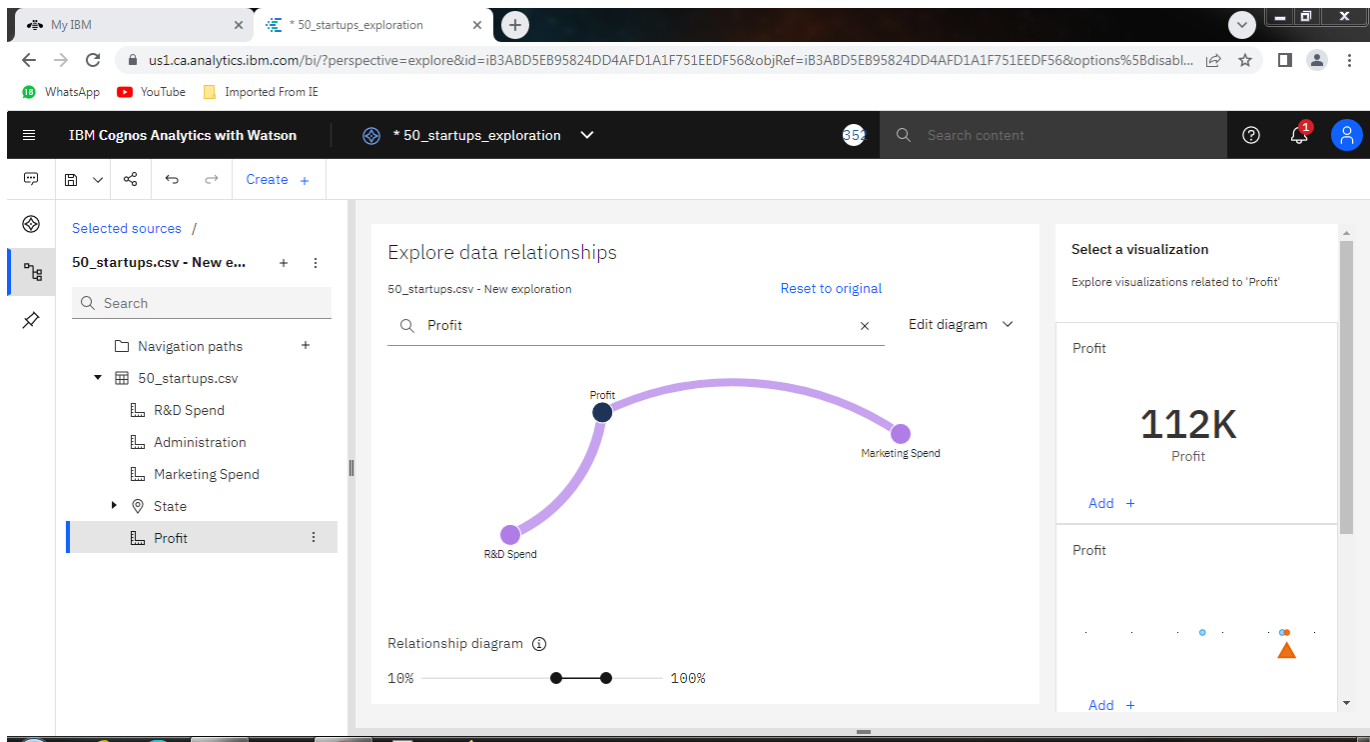 My IBM
* 50_startups_exploration
us1.ca.analytics.ibm.com/bi/?perspective=explore&id=iB3ABD5EB95824DD4AFD1A1F751EEDF56&objRef=iB3ABD5EB95824DD4AFD1A1F751EEDF56&options%5Bdisabl...
18 WhatsApp YouTube Imported From IE
IBM Cognos Analytics with Watson
* 50_startups_exploration
352
Search content
1
Create +
Selected sources /
50_startups.csv - New e...
Search
Navigation paths
50_startups.csv
R&D Spend
Administration
Marketing Spend
State
Profit
Explore data relationships
50_startups.csv - New exploration
Reset to original
Profit
Edit diagram
Profit
Marketing Spend
R&D Spend
Relationship diagram
10%
100%
Select a visualization
Explore visualizations related to 'Profit'
Profit
112K
Profit
Add +
Profit
Add +